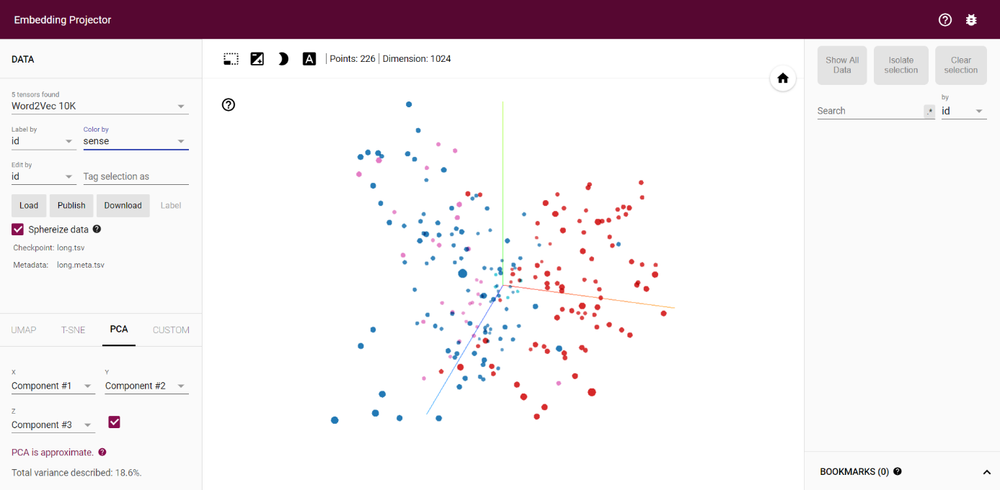 Embedding Projector
DATA
Points: 226 | Dimension: 1024
5 tensors found
Word2Vec 10K
Label by
Color by
id
sense
Edit by
id
Tag selection as
Load
Publish
Download
Label
Sphereize data
Checkpoint: long.tsv
Metadata: long.meta.tsv
UMAP
T-SNE
PCA
CUSTOM
X
Y
Component #1
Component #2
Z
Component #3
PCA is approximate.
Total variance described: 18.6%.
A
Show All
Data
Isolate
selection
Clear
selection
by
Search
.*
id
BOOKMARKS (0)